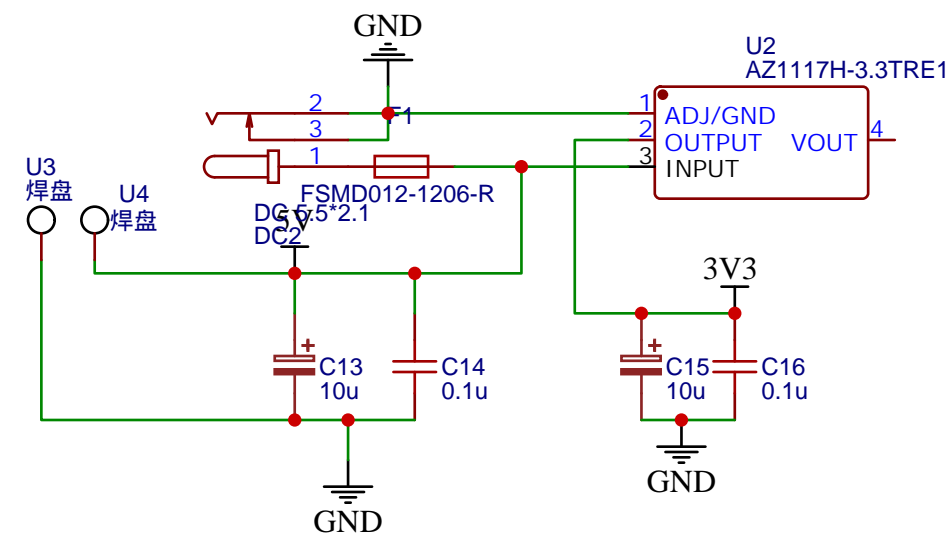 GND
U2
AZ1117H-3.3TRE1
2
F1
1
ADJ/GND
3
2
OUTPUT
VOUT
4
1
3
INPUT
U3
焊盘
U4
焊盘
FSMD012-1206-R
DC-5.5*2.1
5V
DC2
3V3
C13
10u
C14
0.1u
C15
10u
C16
0.1u
GND
GND